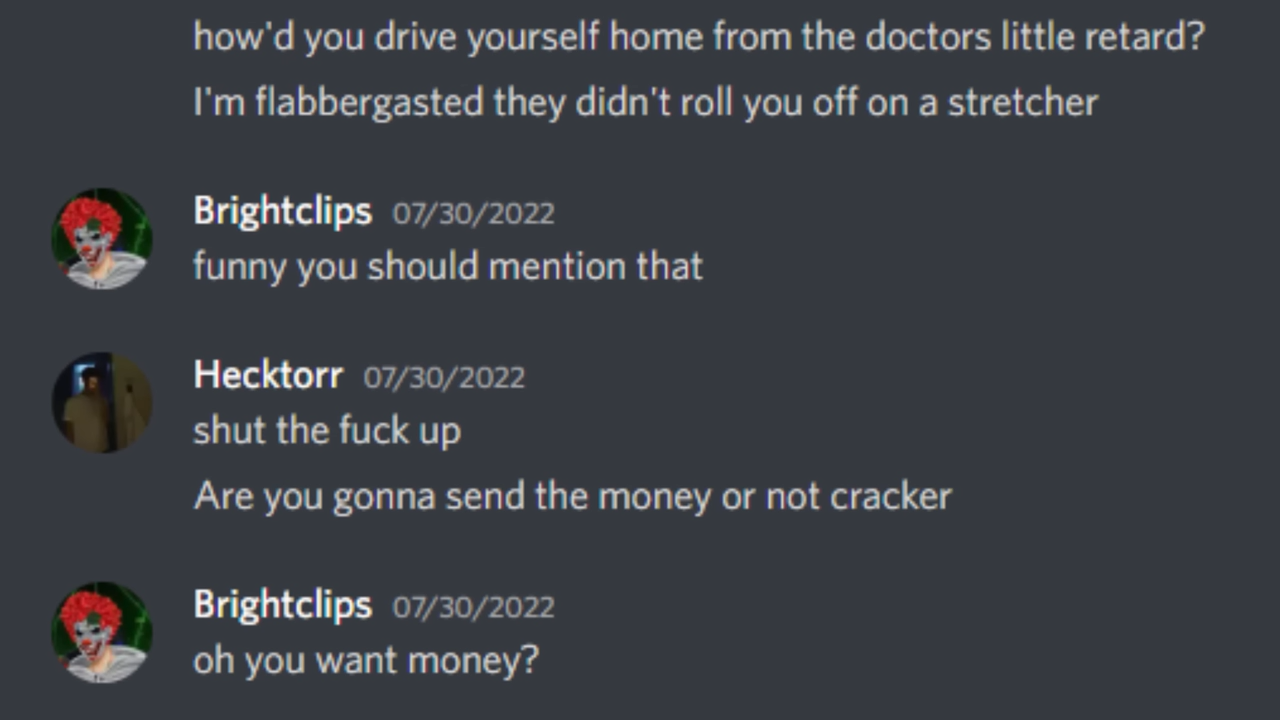 how'd you drive yourself home from the doctors little retard?
I'm flabbergasted they didn't roll you off on a stretcher
Brightclips 07/30/2022
funny you should mention that
Hecktorr 07/30/2022
shut the fuck up
Are you gonna send the money or not cracker
Brightclips 07/30/2022
oh you want money?